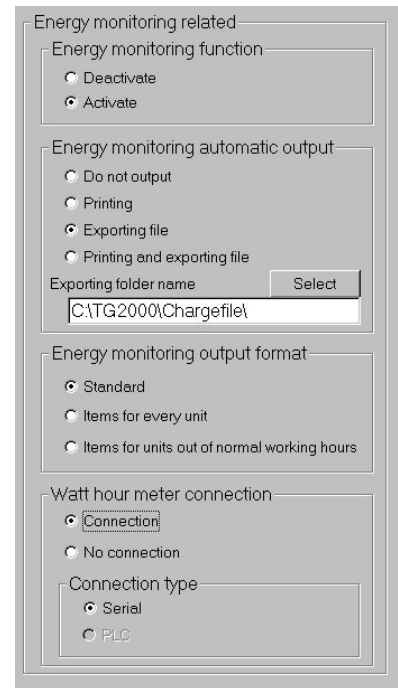 Energy monitoring related
Energy monitoring function
Deactivate
Activate
Energy monitoring automatic output
Do not output
Printing
Exporting file
Printing and exporting file
Exporting folder name Select
C:\TG2000\Chargefile\
Energy monitoring output format
Standard
Items for every unit
Items for units out of normal working hours
Watt hour meter connection
Connection
No connection
Connection type
Serial
PLC